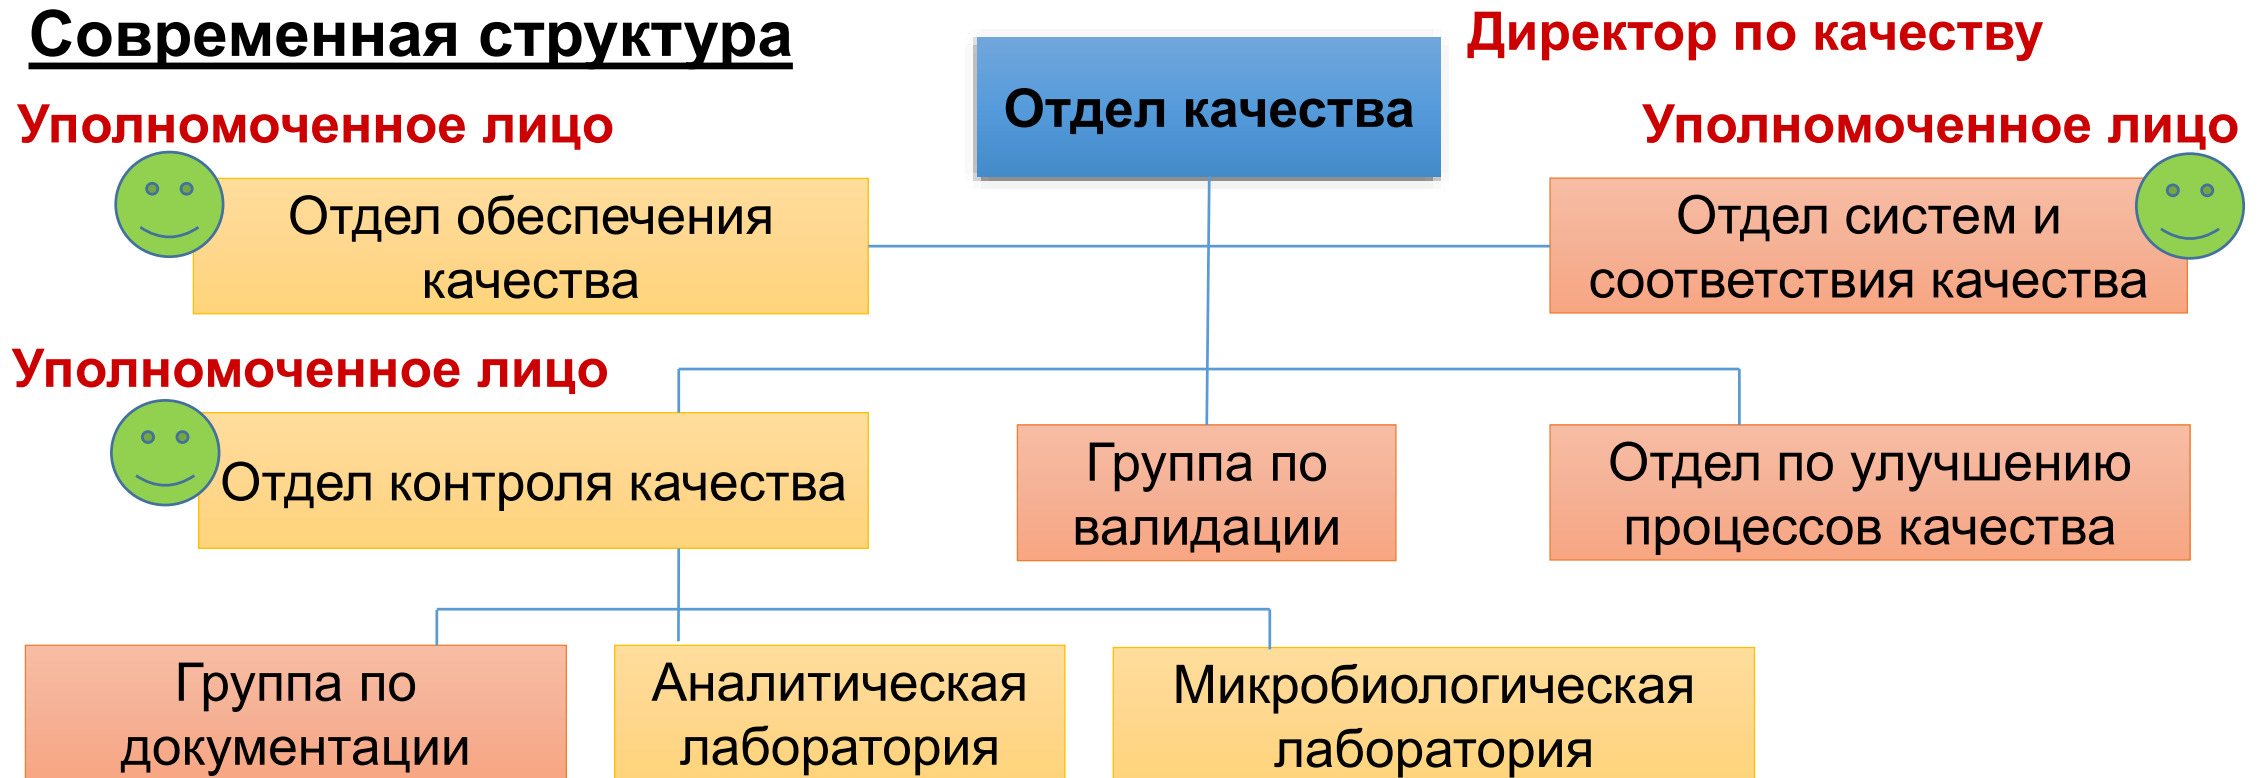 Современная структура
Директор по качеству
Отдел качества
Уполномоченное лицо
Уполномоченное лицо
Отдел обеспечения
качества
Отдел систем и
соответствия качества
Уполномоченное лицо
Отдел контроля качества
Группа по
валидации
Отдел по улучшению
процессов качества
Группа по
документации
Аналитическая
лаборатория
Микробиологическая
лаборатория